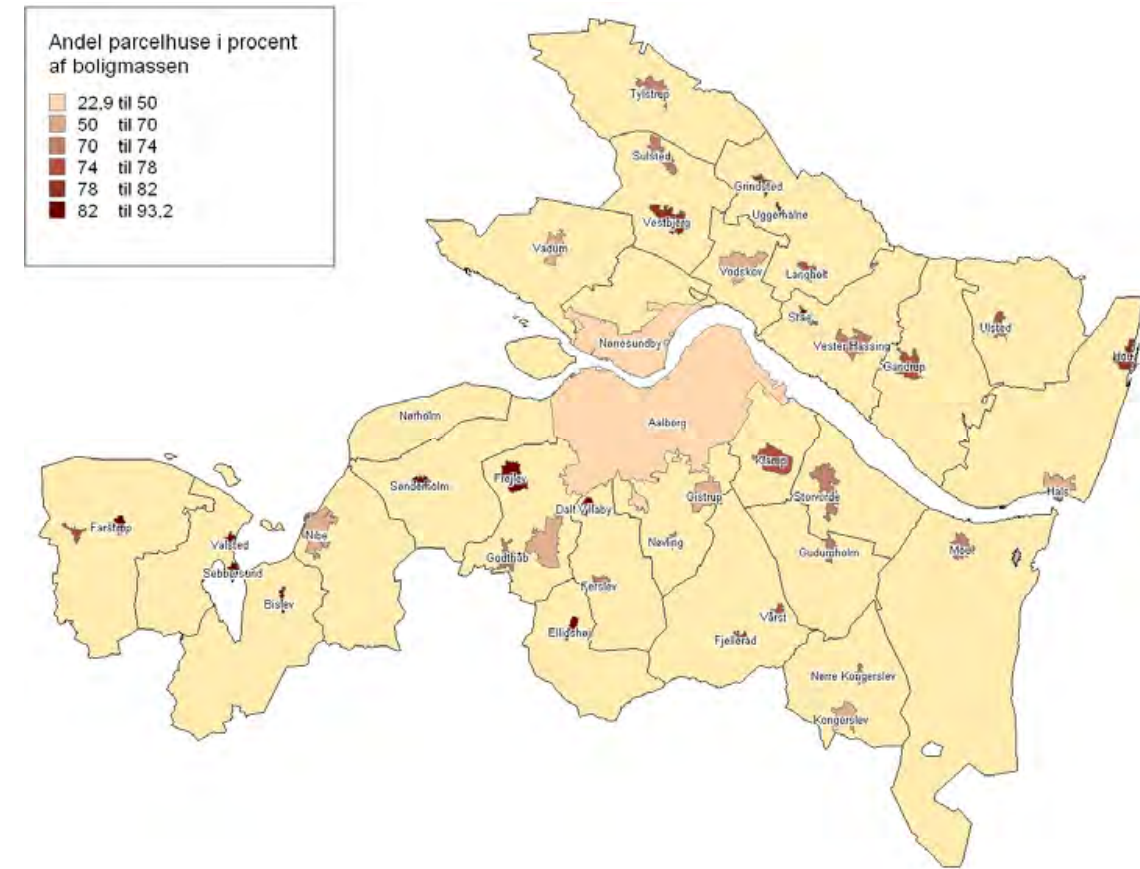 Andel parcelhuse i procent
af boligmassen
22,9 til 50
50 til 70
70 til 74
74 til 78
78 til 82
82 til 93,2
Tylstrup
Sulsted
Grindsted
Uggerhalne
Vestbjerg
Vadum
Vodskov
Langholt
Stae
Ulsted
Nørresundby
Vester Hassing
Gandrup
Hou
Nørholm
Aalborg
Klarup
Frejlev
Sønderholm
Storvorde
Gistrup
Hals
Dall Villaby
Farstrup
Nibe
Valsted
Nøvling
Godthåb
Gudumholm
Mou
Sebbersund
Kerslev
Bislev
Vårst
Ellidshøj
Fjellerad
Nørre Kongerslev
Kongerslev